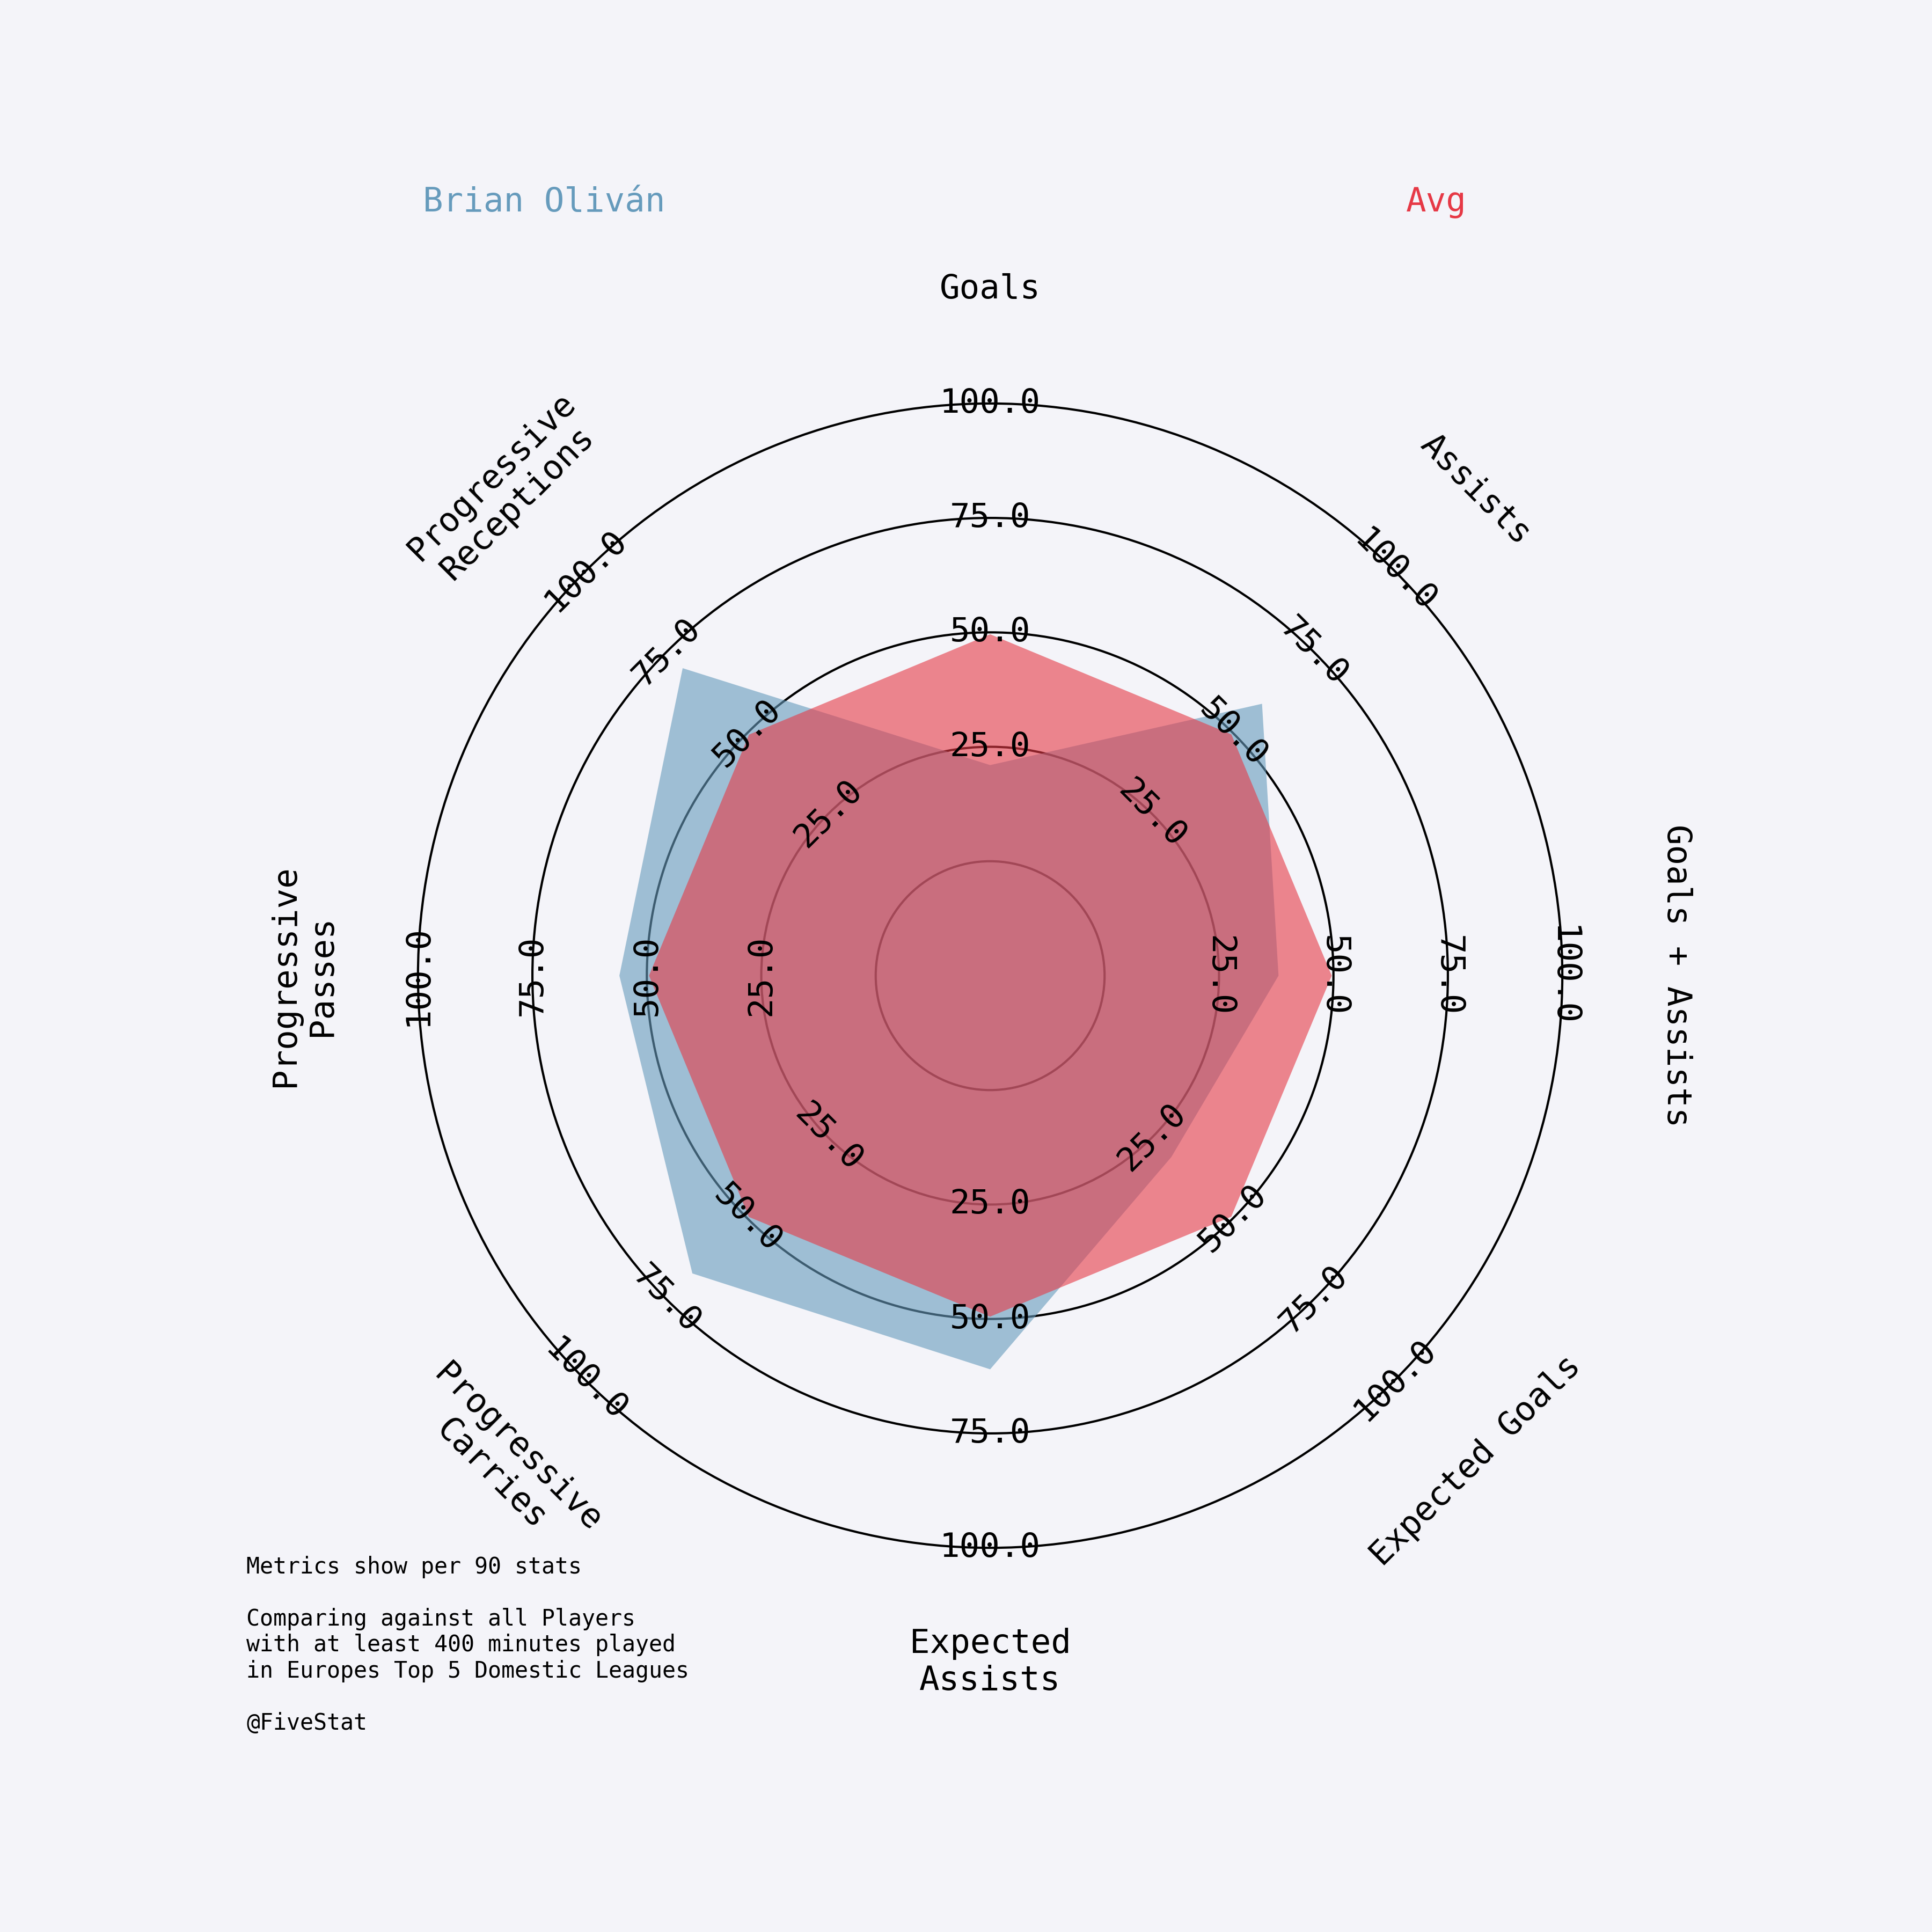 Brian Oliván
Avg
Goals
Assists
Goals + Assists
Expected Goals
Expected
Assists
Progressive
Carries
Progressive
Passes
Progressive
Receptions
100.0
75.0
50.0
25.0
100.0
75.0
50.0
25.0
100.0
75.0
50.0
25.0
100.0
75.0
50.0
25.0
25.0
50.0
75.0
100.0
25.0
50.0
75.0
100.0
100.0
75.0
50.0
25.0
100.0
75.0
50.0
25.0
Metrics show per 90 stats
Comparing against all Players
with at least 400 minutes played
in Europes Top 5 Domestic Leagues
@FiveStat